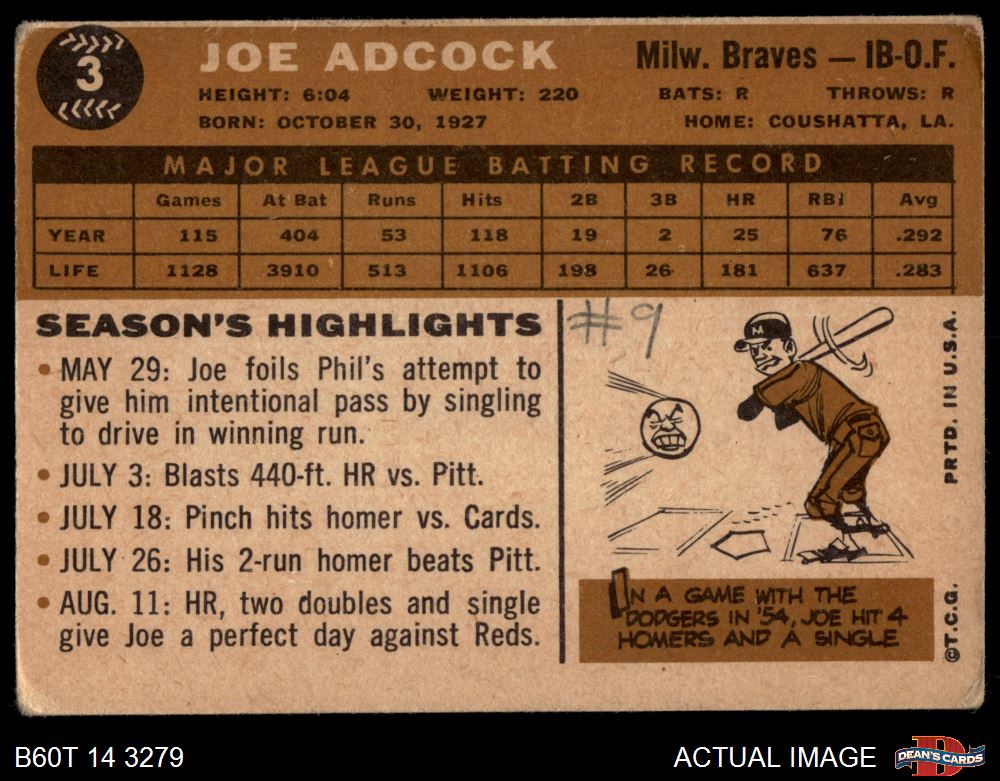 3
JOE ADCOCK
Milw. Braves — IB-O.F.
HEIGHT: 6:04 WEIGHT: 220 BATS: R THROWS: R
BORN: OCTOBER 30, 1927 HOME: COUSHATTA, LA.
MAJOR LEAGUE BATTING RECORD
Games At Bat Runs Hits 2B 3B HR RBI Avg
YEAR 115 404 53 118 19 2 25 76 .292
LIFE 1128 3910 513 1106 198 26 181 637 .283
SEASON'S HIGHLIGHTS
• MAY 29: Joe foils Phil's attempt to
give him intentional pass by singling
to drive in winning run.
• JULY 3: Blasts 440-ft. HR vs. Pitt.
• JULY 18: Pinch hits homer vs. Cards.
• JULY 26: His 2-run homer beats Pitt.
• AUG. 11: HR, two doubles and single
give Joe a perfect day against Reds.
#9
M
IN A GAME WITH THE
DODGERS IN '54, JOE HIT 4
HOMERS AND A SINGLE
©T.C.G. PRTD. IN U.S.A.
B60T 14 3279
ACTUAL IMAGE
D
DEAN'S CARDS